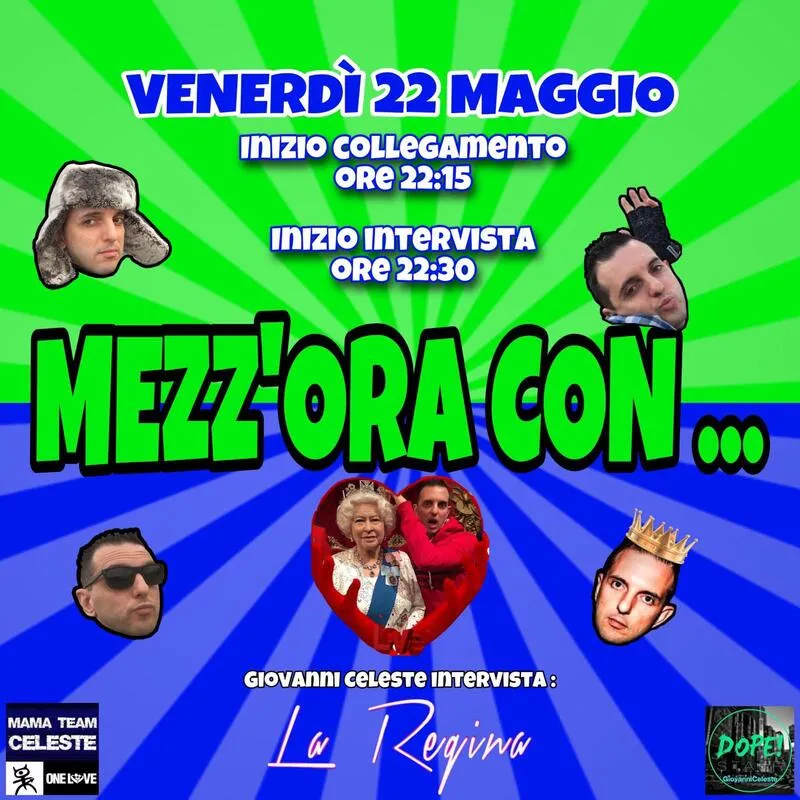 VENERDÌ 22 MAGGIO
INIZIO COLLEGAMENTO
ORE 22:15
INIZIO INTERVISTA
ORE 22:30
MEZZ'ORA CON ...
LOVE
GIOVANNI CELESTE INTERVISTA :
La Regina
MAMA TEAM
CELESTE
ONE LOVE
DOPE!
GiovanniCeleste